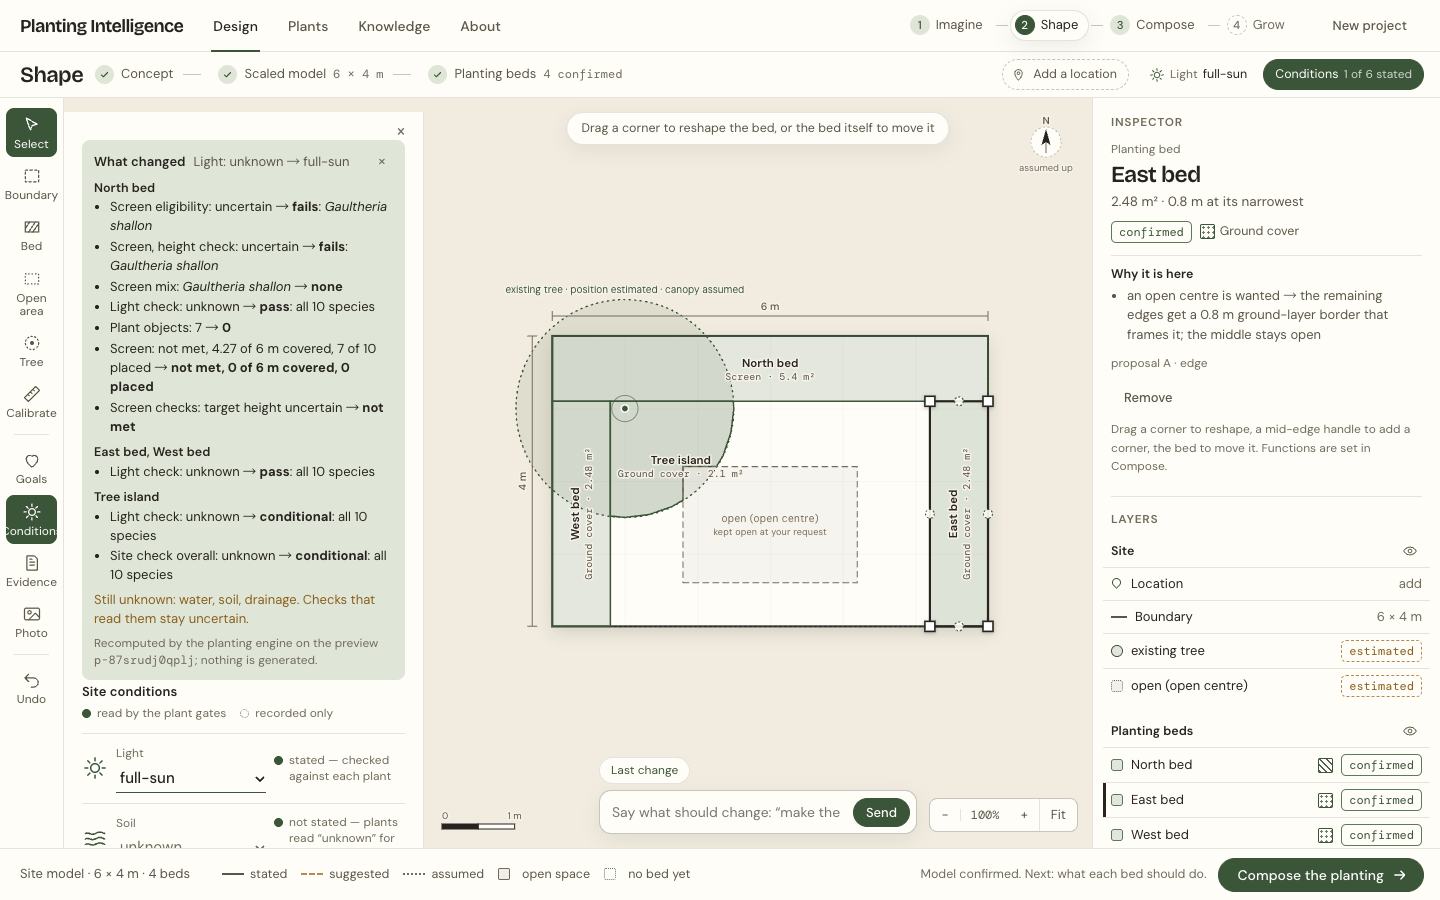 Planting Intelligence
Design
Plants
Knowledge
About
1 Imagine
2 Shape
3 Compose
4 Grow
New project
Shape
Concept
Scaled model 6 × 4 m
Planting beds 4 confirmed
Add a location
Light full-sun
Conditions 1 of 6 stated
Select
Boundary
Bed
Open
area
Tree
Calibrate
Goals
Conditions
Evidence
Photo
Undo
×
What changed Light: unknown → full-sun ×
North bed
• Screen eligibility: uncertain → fails: Gaultheria
shallon
• Screen, height check: uncertain → fails:
Gaultheria shallon
• Screen mix: Gaultheria shallon → none
• Light check: unknown → pass: all 10 species
• Plant objects: 7 → 0
• Screen: not met, 4.27 of 6 m covered, 7 of 10
placed → not met, 0 of 6 m covered, 0
placed
• Screen checks: target height uncertain → not
met
East bed, West bed
• Light check: unknown → pass: all 10 species
Tree island
• Light check: unknown → conditional: all 10
species
• Site check overall: unknown → conditional: all
10 species
Still unknown: water, soil, drainage. Checks that
read them stay uncertain.
Recomputed by the planting engine on the preview
p-87srudj0qplj; nothing is generated.
Site conditions
read by the plant gates
recorded only
Light
full-sun
stated — checked
against each plant
Soil
unknown
not stated — plants
read “unknown” for
Drag a corner to reshape the bed, or the bed itself to move it
N
assumed up
existing tree · position estimated · canopy assumed
6 m
4 m
North bed
Screen · 5.4 m²
Tree island
Ground cover · 2.1 m²
West bed
Ground cover · 2.48 m²
open (open centre)
kept open at your request
East bed
Ground cover · 2.48 m²
Last change
Say what should change: “make the
Send
0 1 m
− 100% + Fit
INSPECTOR
Planting bed
East bed
2.48 m² · 0.8 m at its narrowest
confirmed
Ground cover
Why it is here
• an open centre is wanted → the remaining
edges get a 0.8 m ground-layer border that
frames it; the middle stays open
proposal A · edge
Remove
Drag a corner to reshape, a mid-edge handle to add a
corner, the bed to move it. Functions are set in
Compose.
LAYERS
Site
Location add
Boundary 6 × 4 m
existing tree estimated
open (open centre) estimated
Planting beds
North bed confirmed
East bed confirmed
West bed confirmed
Site model · 6 × 4 m · 4 beds
stated
suggested
assumed
open space
no bed yet
Model confirmed. Next: what each bed should do.
Compose the planting →